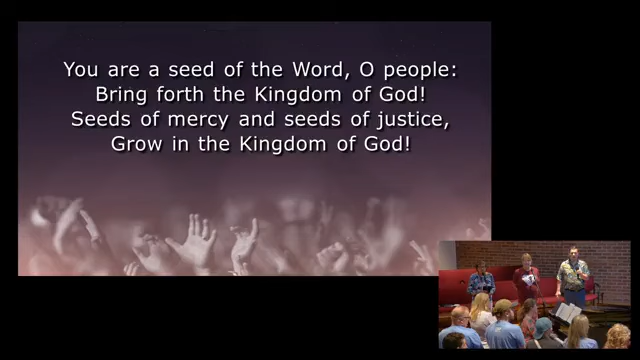 You are a seed of the Word, O people:
Bring forth the Kingdom of God!
Seeds of mercy and seeds of justice,
Grow in the Kingdom of God!